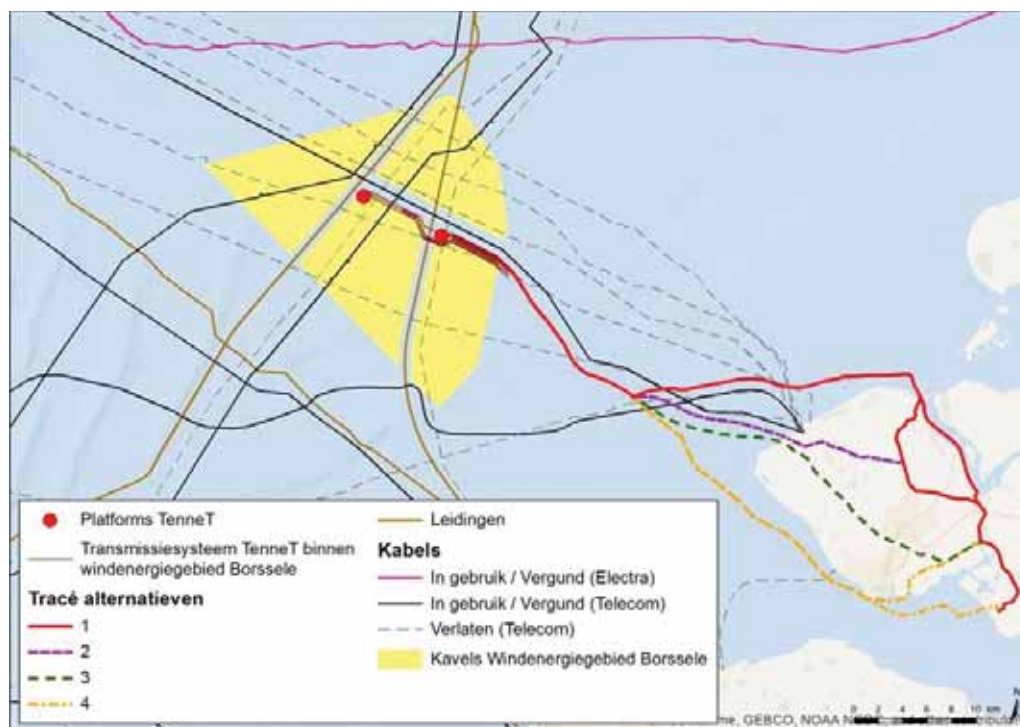 Platforms TenneT
Transmissiesysteem TenneT binnen
windenergiegebied Borssele
Tracé alternatieven
1
2
3
4
Leidingen
Kabels
In gebruik / Vergund (Electra)
In gebruik / Vergund (Telecom)
Verlaten (Telecom)
Kavels Windenergiegebied Borssele
N
0 2 4 6 8 10 km
GEBCO, NOAA